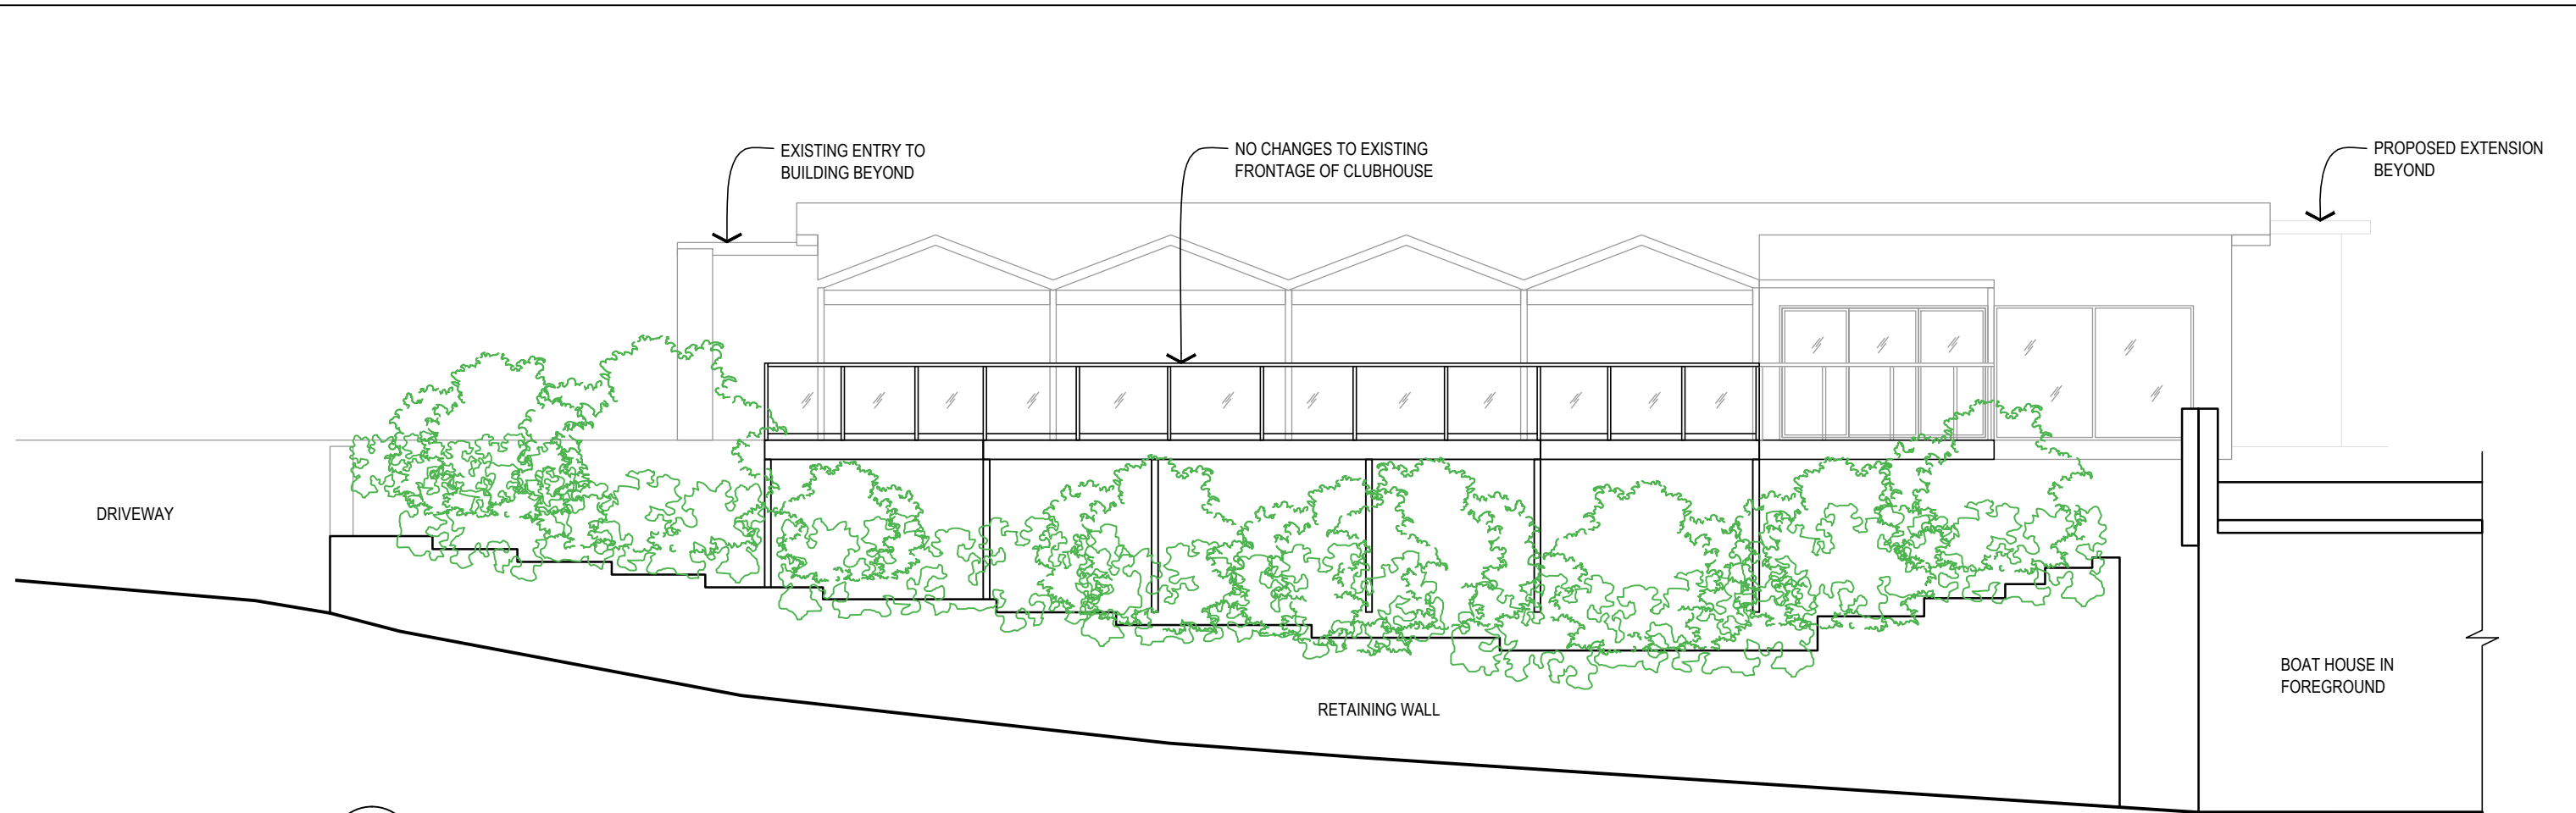 EXISTING ENTRY TO
BUILDING BEYOND
NO CHANGES TO EXISTING
FRONTAGE OF CLUBHOUSE
PROPOSED EXTENSION
BEYOND
DRIVEWAY
RETAINING WALL
BOAT HOUSE IN
FOREGROUND